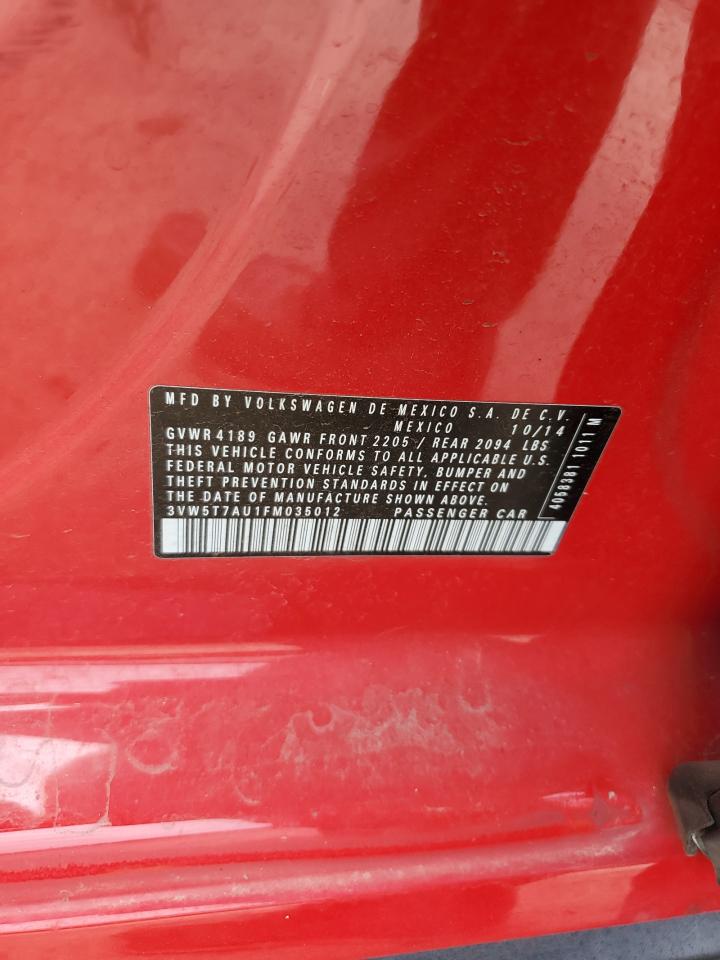 MFD BY VOLKSWAGEN DE MEXICO S.A. DE C.V.
MEXICO 10/14
GVWR 4189 GAWR FRONT 2205 / REAR 2094 LBS
THIS VEHICLE CONFORMS TO ALL APPLICABLE U.S.
FEDERAL MOTOR VEHICLE SAFETY, BUMPER AND
THEFT PREVENTION STANDARDS IN EFFECT ON
THE DATE OF MANUFACTURE SHOWN ABOVE.
3VW5T7AU1FM035012 PASSENGER CAR
4058381 1011 M